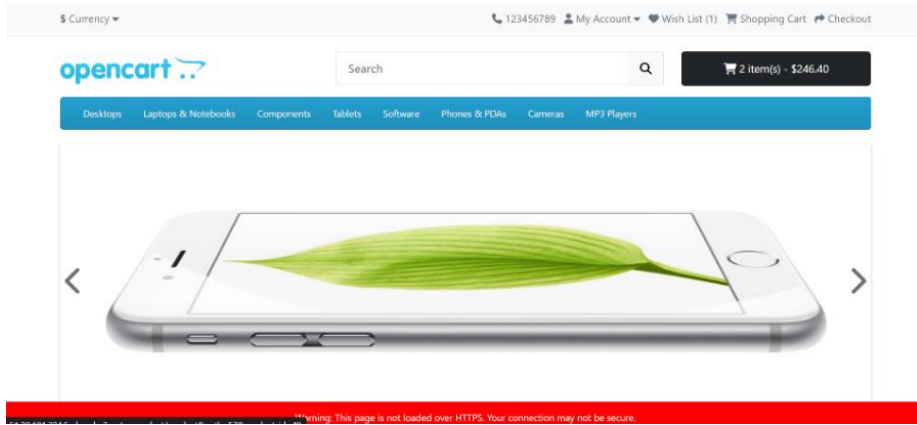 $ Currency
123456789 My Account Wish List (1) Shopping Cart Checkout
opencart
Search
2 item(s) - $246.40
Desktops Laptops & Notebooks Components Tablets Software Phones & PDAs Cameras MP3 Players
Warning: This page is not loaded over HTTPS. Your connection may not be secure.